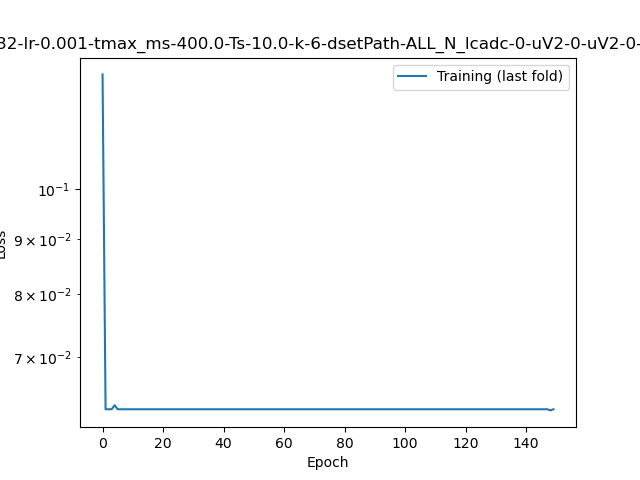 32-lr-0.001-tmax_ms-400.0-Ts-10.0-k-6-dsetPath-ALL_N_lcadc-0-uV2-0-uV2-0-
Training (last fold)
10⁻¹
9 × 10⁻²
8 × 10⁻²
7 × 10⁻²
Loss
0 20 40 60 80 100 120 140
Epoch